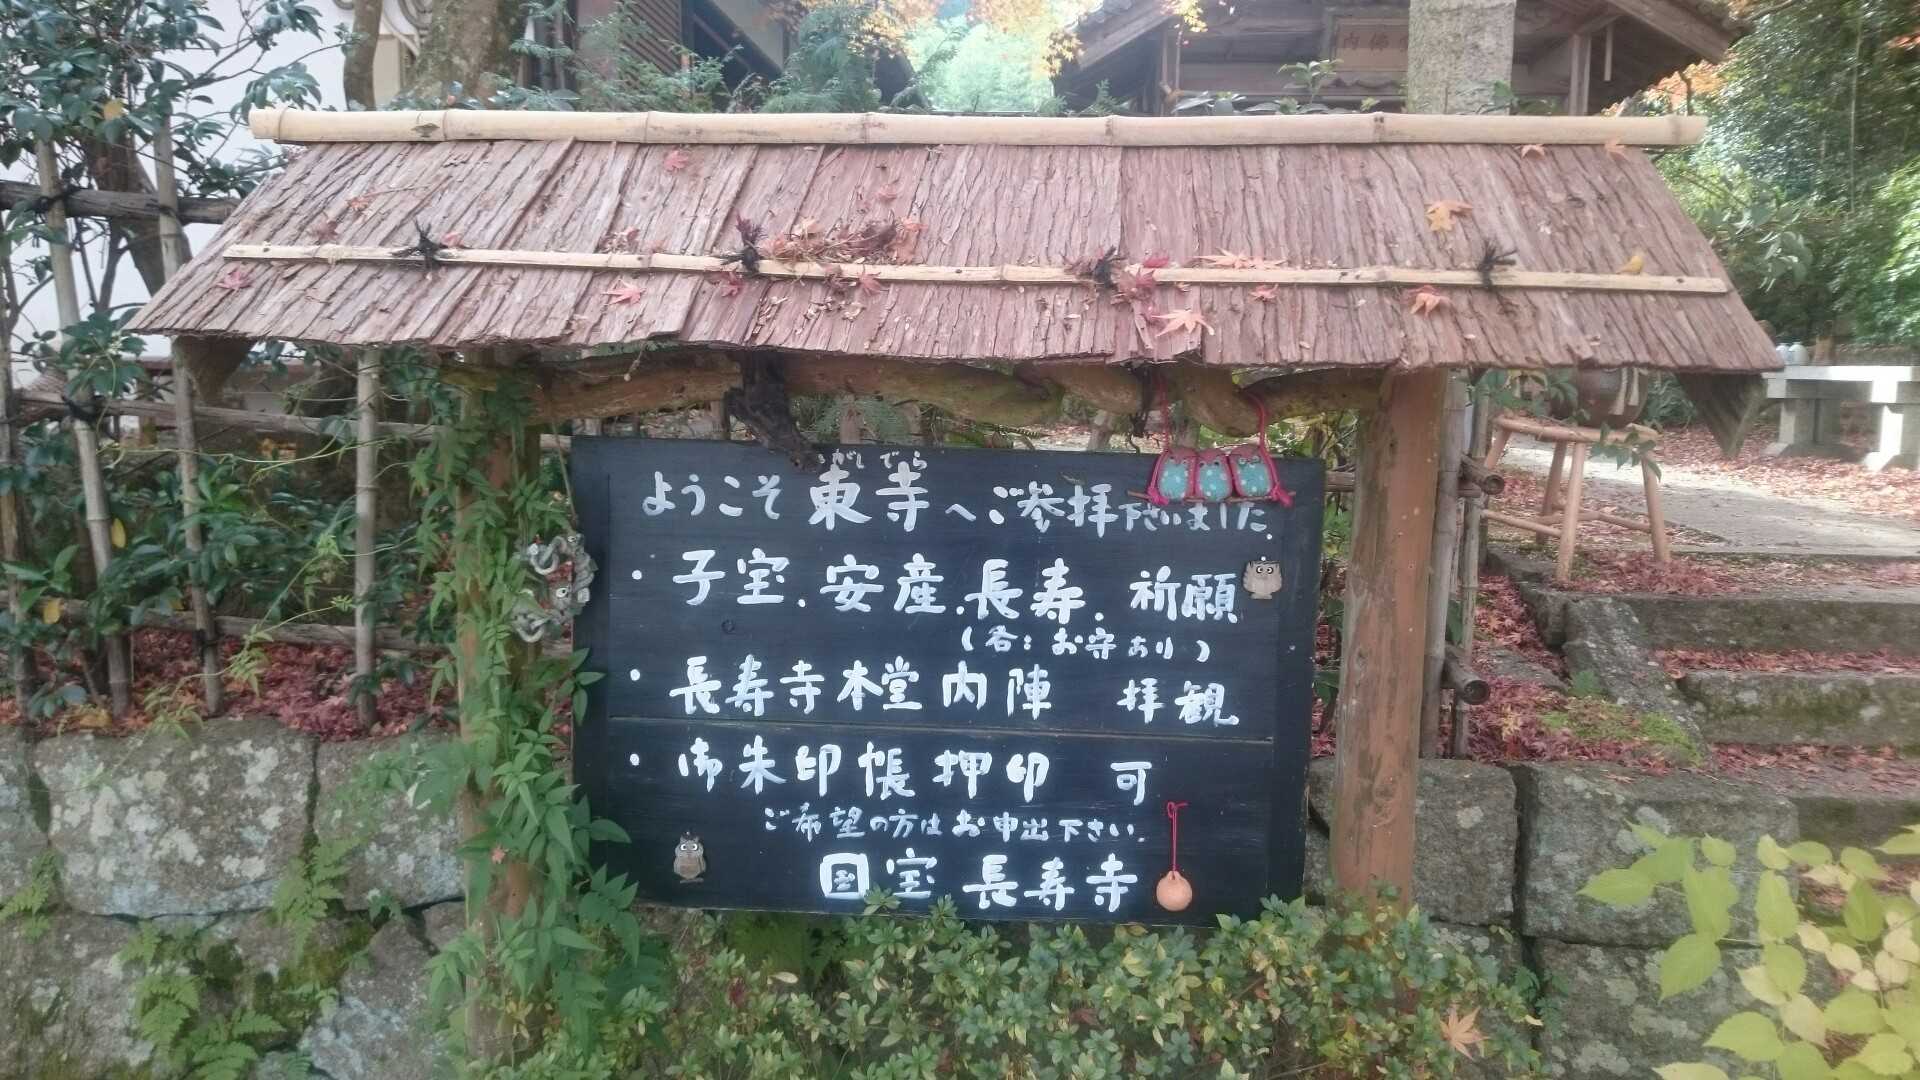 ひがしでら
ようこそ東寺へご参拝下さいました。
・子宝.安産.長寿.祈願
(各:お守あり)
・長寿寺本堂内陣 拝観
・御朱印帳押印 可
ご希望の方はお申出下さい.
国宝 長寿寺